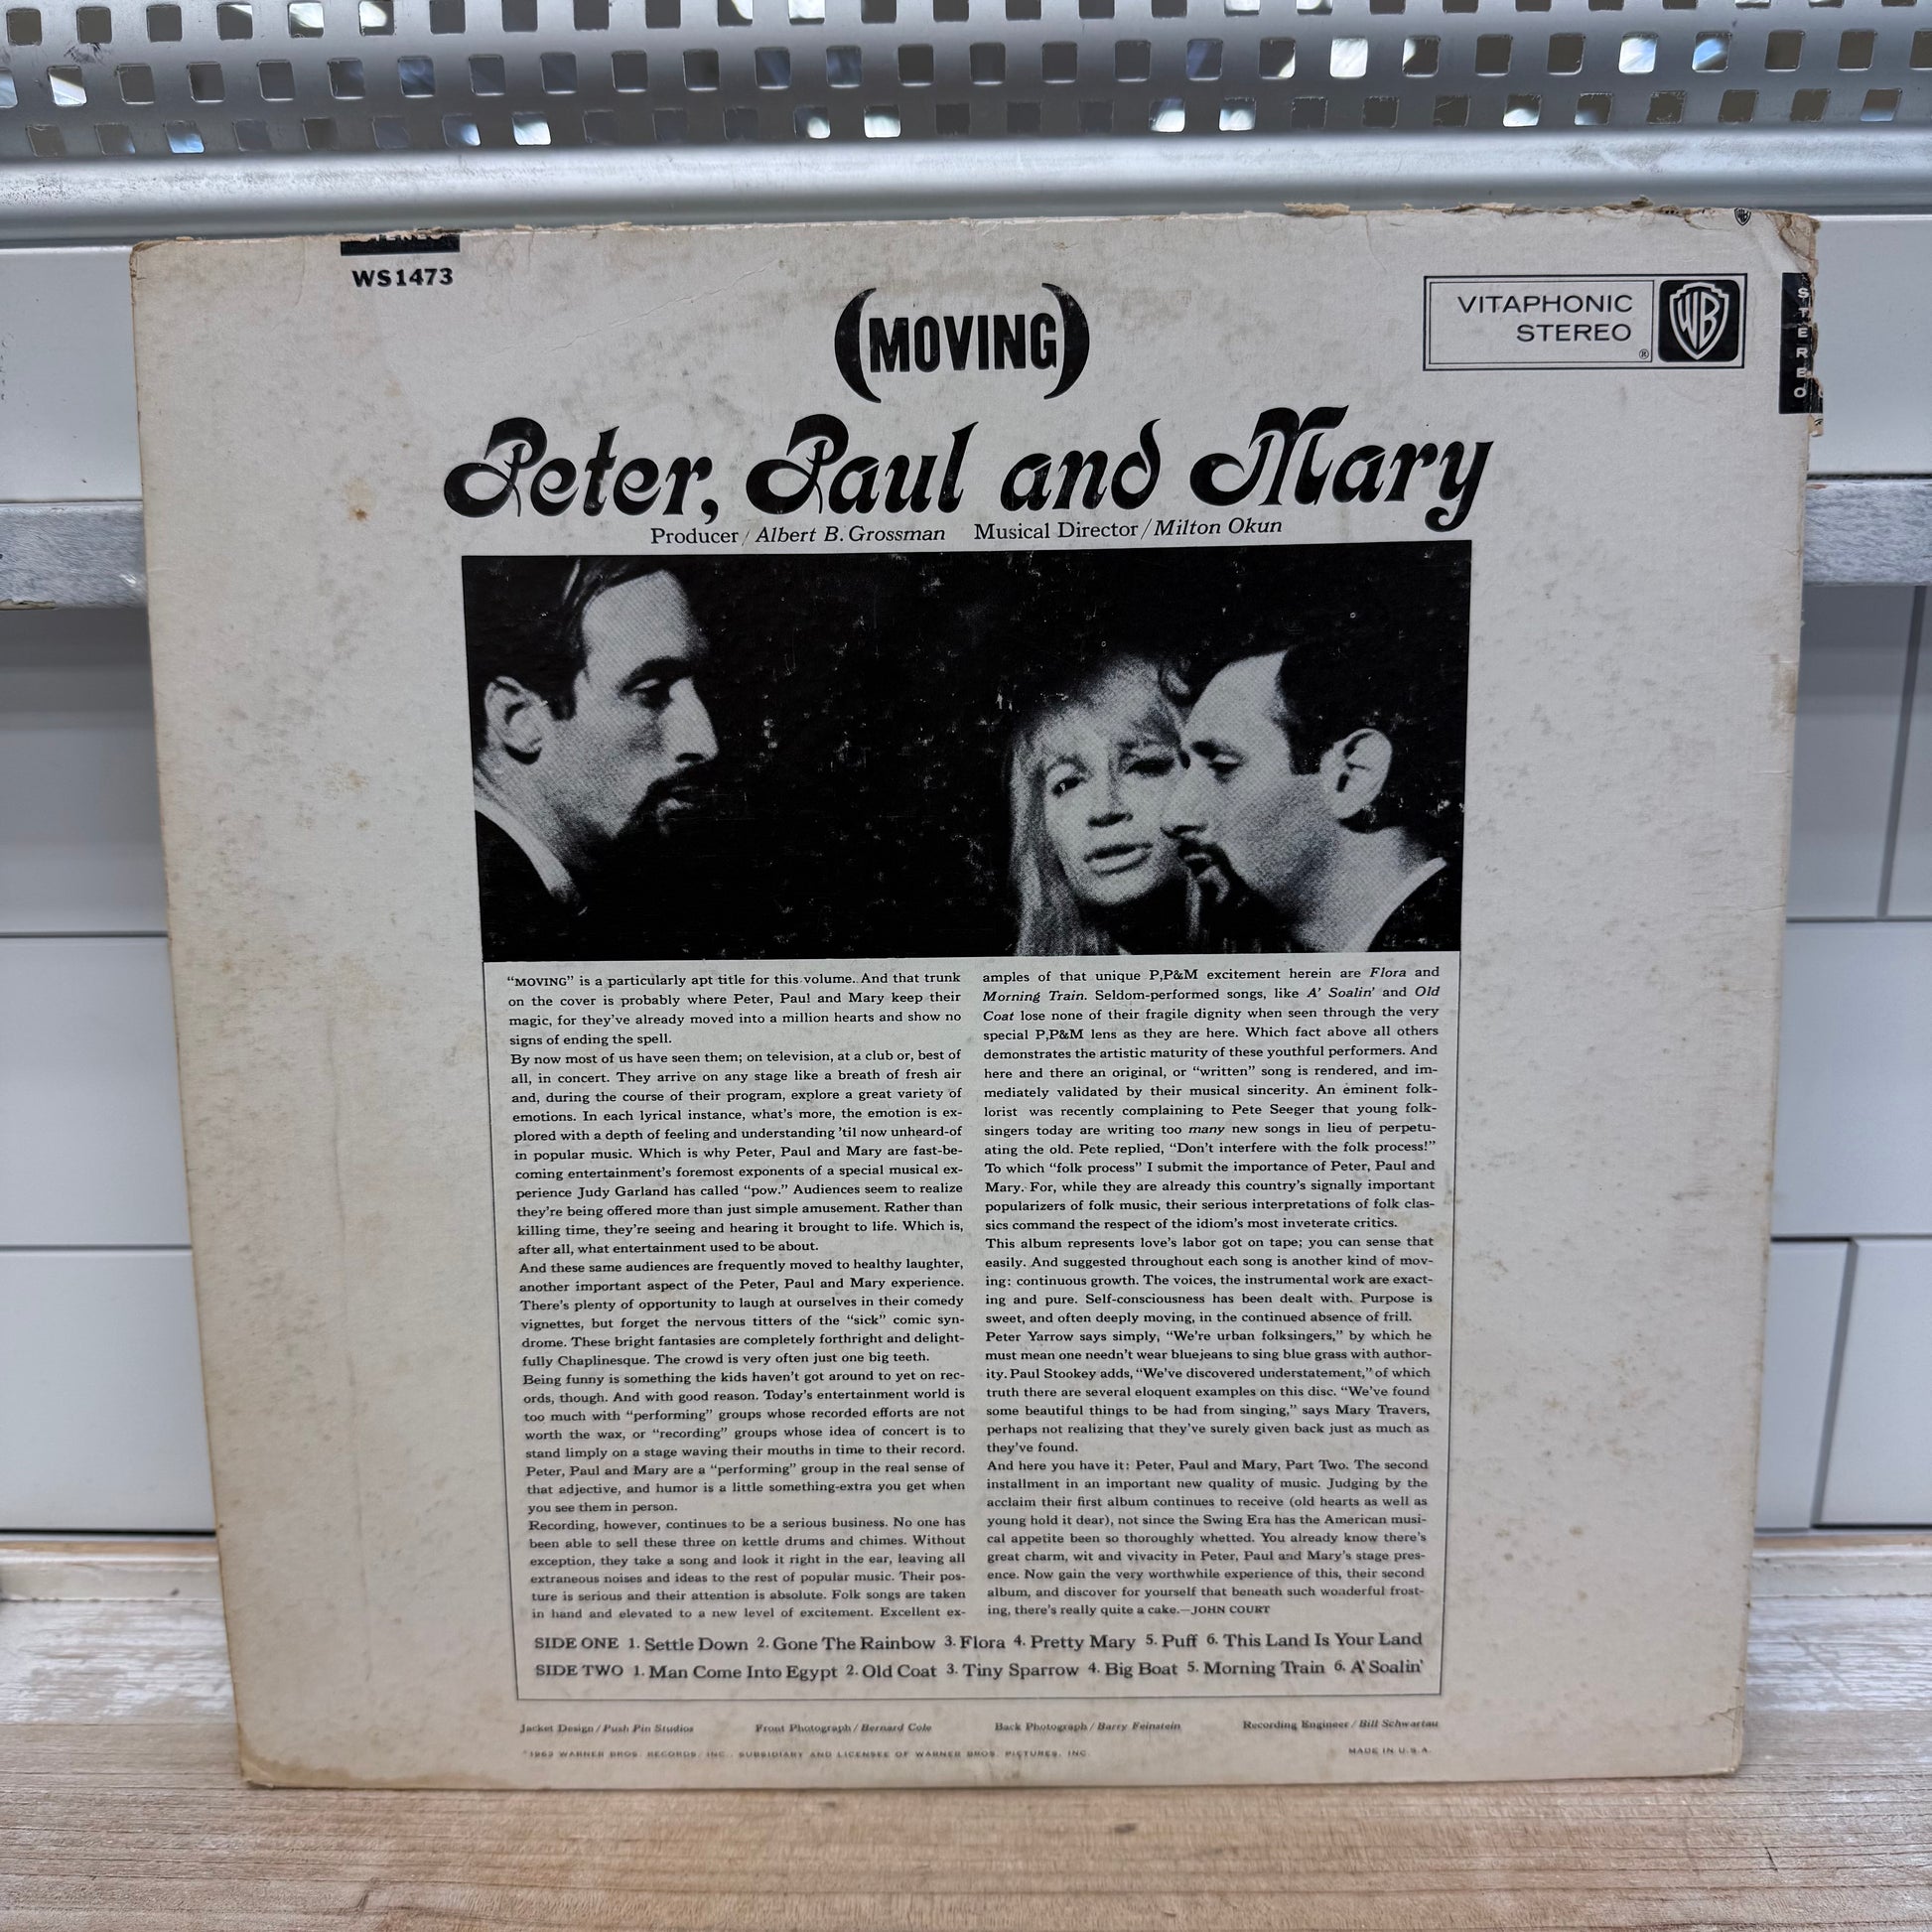 WS1473
(MOVING)
VITAPHONIC
STEREO ®
WB
STEREO
Peter, Paul and Mary
Producer / Albert B. Grossman Musical Director / Milton Okun
“MOVING” is a particularly apt title for this volume. And that trunk
on the cover is probably where Peter, Paul and Mary keep their
magic, for they’ve already moved into a million hearts and show no
signs of ending the spell.
By now most of us have seen them; on television, at a club or, best of
all, in concert. They arrive on any stage like a breath of fresh air
and, during the course of their program, explore a great variety of
emotions. In each lyrical instance, what’s more, the emotion is ex-
plored with a depth of feeling and understanding ’til now unheard-of
in popular music. Which is why Peter, Paul and Mary are fast-be-
coming entertainment’s foremost exponents of a special musical ex-
perience Judy Garland has called “pow.” Audiences seem to realize
they’re being offered more than just simple amusement. Rather than
killing time, they’re seeing and hearing it brought to life. Which is,
after all, what entertainment used to be about.
And these same audiences are frequently moved to healthy laughter,
another important aspect of the Peter, Paul and Mary experience.
There’s plenty of opportunity to laugh at ourselves in their comedy
vignettes, but forget the nervous titters of the “sick” comic syn-
drome. These bright fantasies are completely forthright and delight-
fully Chaplinesque. The crowd is very often just one big teeth.
Being funny is something the kids haven’t got around to yet on rec-
ords, though. And with good reason. Today’s entertainment world is
too much with “performing” groups whose recorded efforts are not
worth the wax, or “recording” groups whose idea of concert is to
stand limply on a stage waving their mouths in time to their record.
Peter, Paul and Mary are a “performing” group in the real sense of
that adjective, and humor is a little something-extra you get when
you see them in person.
Recording, however, continues to be a serious business. No one has
been able to sell these three on kettle drums and chimes. Without
exception, they take a song and look it right in the ear, leaving all
extraneous noises and ideas to the rest of popular music. Their pos-
ture is serious and their attention is absolute. Folk songs are taken
in hand and elevated to a new level of excitement. Excellent ex-
amples of that unique P,P&M excitement herein are Flora and
Morning Train. Seldom-performed songs, like A’ Soalin’ and Old
Coat lose none of their fragile dignity when seen through the very
special P,P&M lens as they are here. Which fact above all others
demonstrates the artistic maturity of these youthful performers. And
here and there an original, or “written” song is rendered, and im-
mediately validated by their musical sincerity. An eminent folk-
lorist was recently complaining to Pete Seeger that young folk-
singers today are writing too many new songs in lieu of perpetu-
ating the old. Pete replied, “Don’t interfere with the folk process!”
To which “folk process” I submit the importance of Peter, Paul and
Mary. For, while they are already this country’s signally important
popularizers of folk music, their serious interpretations of folk clas-
sics command the respect of the idiom’s most inveterate critics.
This album represents love’s labor got on tape; you can sense that
easily. And suggested throughout each song is another kind of mov-
ing: continuous growth. The voices, the instrumental work are exact-
ing and pure. Self-consciousness has been dealt with. Purpose is
sweet, and often deeply moving, in the continued absence of frill.
Peter Yarrow says simply, “We’re urban folksingers,” by which he
must mean one needn’t wear bluejeans to sing blue grass with author-
ity. Paul Stookey adds, “We’ve discovered understatement,” of which
truth there are several eloquent examples on this disc. “We’ve found
some beautiful things to be had from singing,” says Mary Travers,
perhaps not realizing that they’ve surely given back just as much as
they’ve found.
And here you have it: Peter, Paul and Mary, Part Two. The second
installment in an important new quality of music. Judging by the
acclaim their first album continues to receive (old hearts as well as
young hold it dear), not since the Swing Era has the American musi-
cal appetite been so thoroughly whetted. You already know there’s
great charm, wit and vivacity in Peter, Paul and Mary’s stage pres-
ence. Now gain the very worthwhile experience of this, their second
album, and discover for yourself that beneath such wonderful frost-
ing, there’s really quite a cake.—JOHN COURT
SIDE ONE 1. Settle Down 2. Gone The Rainbow 3. Flora 4. Pretty Mary 5. Puff 6. This Land Is Your Land
SIDE TWO 1. Man Come Into Egypt 2. Old Coat 3. Tiny Sparrow 4. Big Boat 5. Morning Train 6. A’ Soalin’
Jacket Design / Push Pin Studios Front Photograph / Bernard Cole Back Photograph / Barry Feinstein Recording Engineer / Bill Schwartau
1963 WARNER BROS. RECORDS, INC., SUBSIDIARY AND LICENSEE OF WARNER BROS. PICTURES, INC. MADE IN U.S.A.